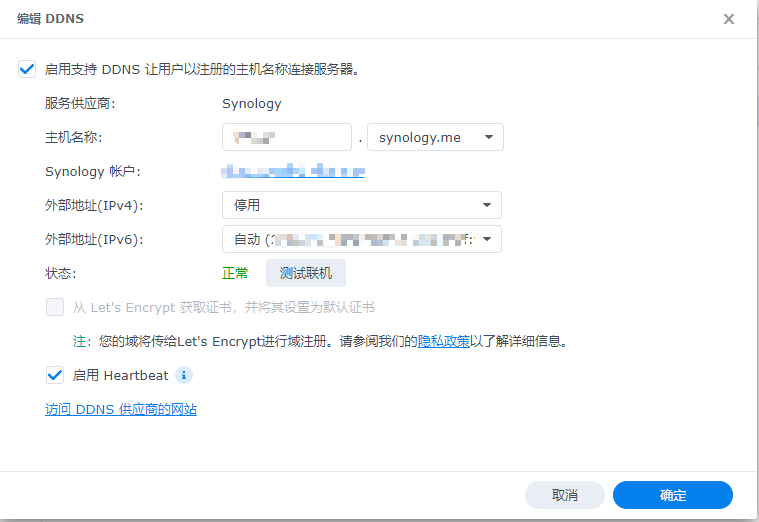 编辑 DDNS
启用支持 DDNS 让用户以注册的主机名称连接服务器。
服务供应商: Synology
主机名称: . synology.me
Synology 帐户:
外部地址(IPv4): 停用
外部地址(IPv6): 自动 (
状态: 正常 测试联机
从 Let's Encrypt 获取证书，并将其设置为默认证书
注: 您的域将传给Let's Encrypt进行域注册。请参阅我们的隐私政策以了解详细信息。
启用 Heartbeat
访问 DDNS 供应商的网站
取消 确定